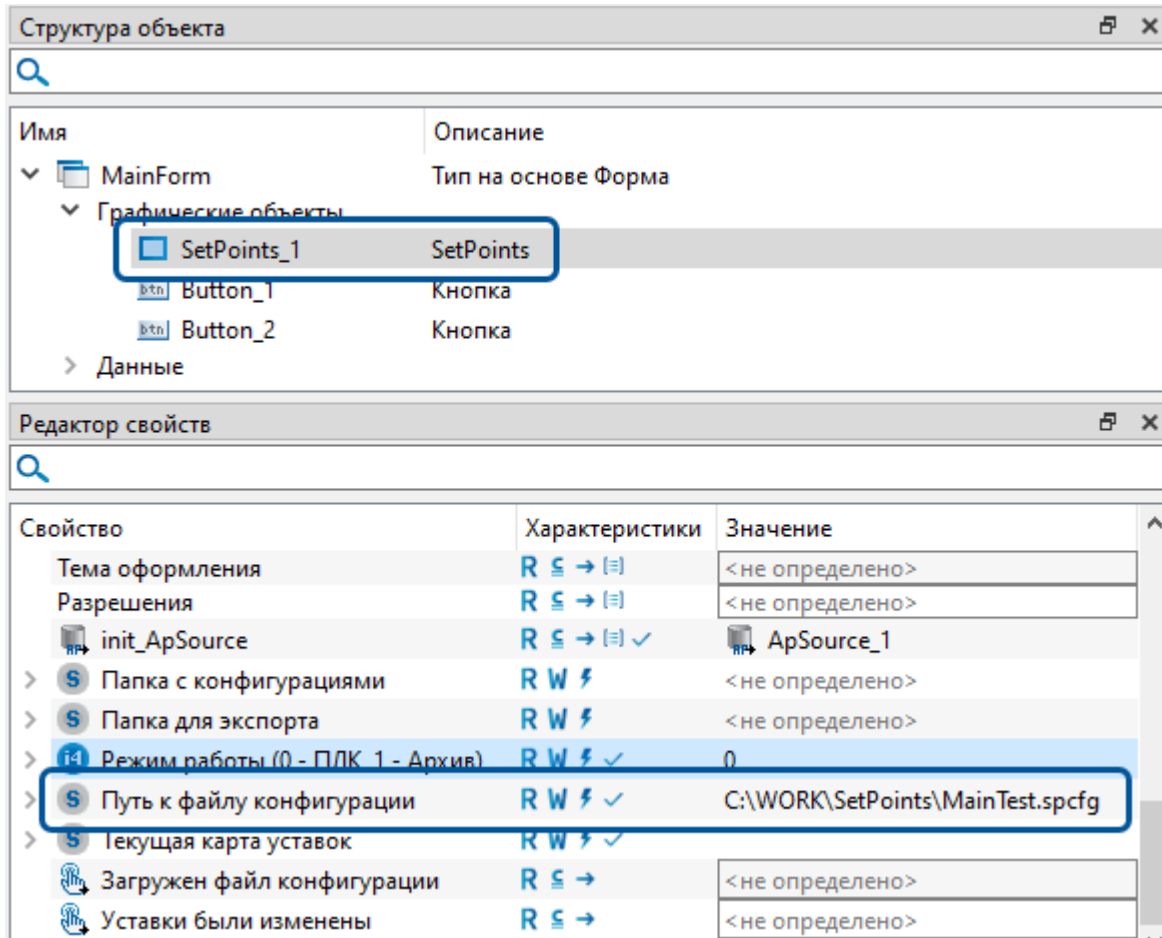 Структура объекта
Имя Описание
MainForm Тип на основе Форма
Графические объекты
SetPoints_1 SetPoints
btn Button_1 Кнопка
btn Button_2 Кнопка
Данные
Редактор свойств
Свойство Характеристики Значение
Тема оформления R ⊆ → [=] <не определено>
Разрешения R ⊆ → [=] <не определено>
init_ApSource R ⊆ → [=] ✓ ApSource_1
S Папка с конфигурациями R W <не определено>
S Папка для экспорта R W <не определено>
i4 Режим работы (0 - ПЛК 1 - Архив) R W ✓ 0
S Путь к файлу конфигурации R W ✓ C:\WORK\SetPoints\MainTest.spcfg
S Текущая карта уставок R W ✓
Загружен файл конфигурации R ⊆ → <не определено>
Уставки были изменены R ⊆ → <не определено>